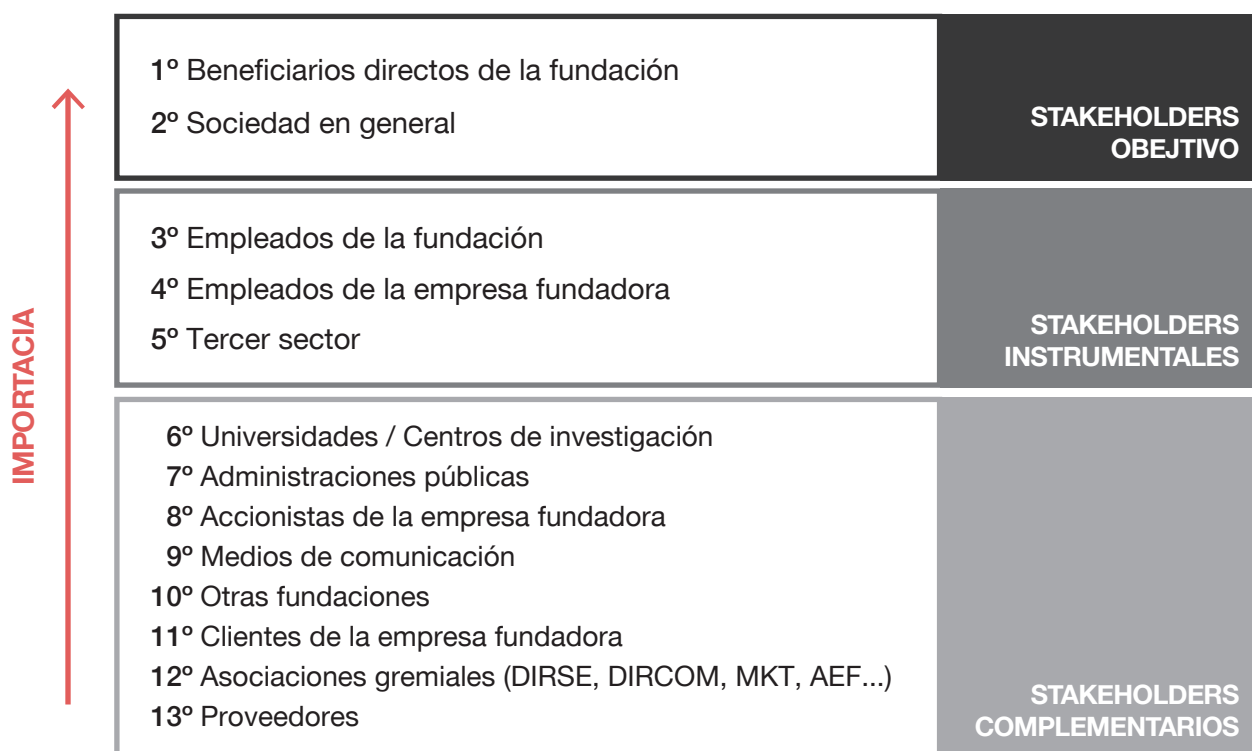 1º Beneficiarios directos de la fundación
2º Sociedad en general
STAKEHOLDERS
OBEJTIVO
3º Empleados de la fundación
4º Empleados de la empresa fundadora
5º Tercer sector
STAKEHOLDERS
INSTRUMENTALES
IMPORTACIA
6º Universidades / Centros de investigación
7º Administraciones públicas
8º Accionistas de la empresa fundadora
9º Medios de comunicación
10º Otras fundaciones
11º Clientes de la empresa fundadora
12º Asociaciones gremiales (DIRSE, DIRCOM, MKT, AEF...)
13º Proveedores
STAKEHOLDERS
COMPLEMENTARIOS